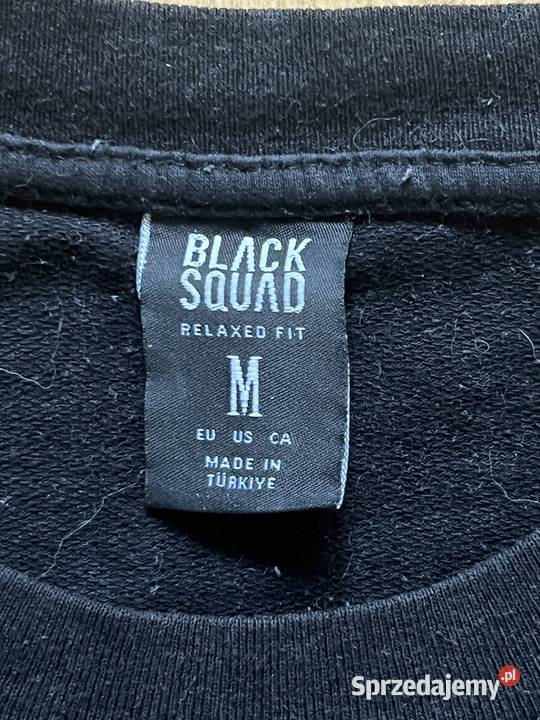 BLACK
SQUAD
RELAXED FIT
M
EU US CA
MADE IN
TÜRKIYE
Sprzedajemy.pl